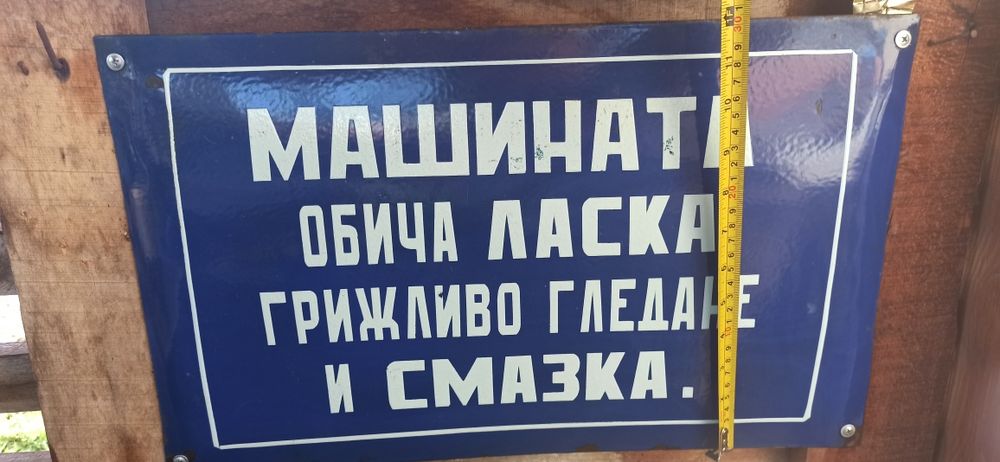 МАШИНАТА
ОБИЧА ЛАСКА
ГРИЖЛИВО ГЛЕДАНЕ
И СМАЗКА.